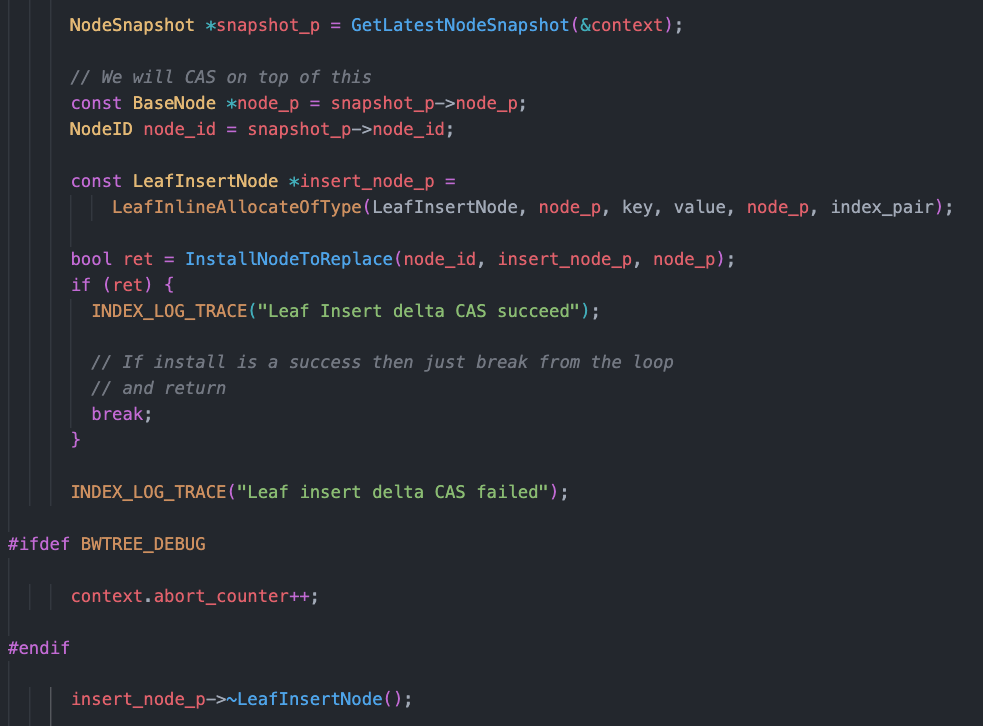 NodeSnapshot *snapshot_p = GetLatestNodeSnapshot(&context);
// We will CAS on top of this
const BaseNode *node_p = snapshot_p->node_p;
NodeID node_id = snapshot_p->node_id;
const LeafInsertNode *insert_node_p =
LeafInlineAllocateOfType(LeafInsertNode, node_p, key, value, node_p, index_pair);
bool ret = InstallNodeToReplace(node_id, insert_node_p, node_p);
if (ret) {
INDEX_LOG_TRACE("Leaf Insert delta CAS succeed");
// If install is a success then just break from the loop
// and return
break;
}
INDEX_LOG_TRACE("Leaf insert delta CAS failed");
#ifdef BWTREE_DEBUG
context.abort_counter++;
#endif
insert_node_p->~LeafInsertNode();